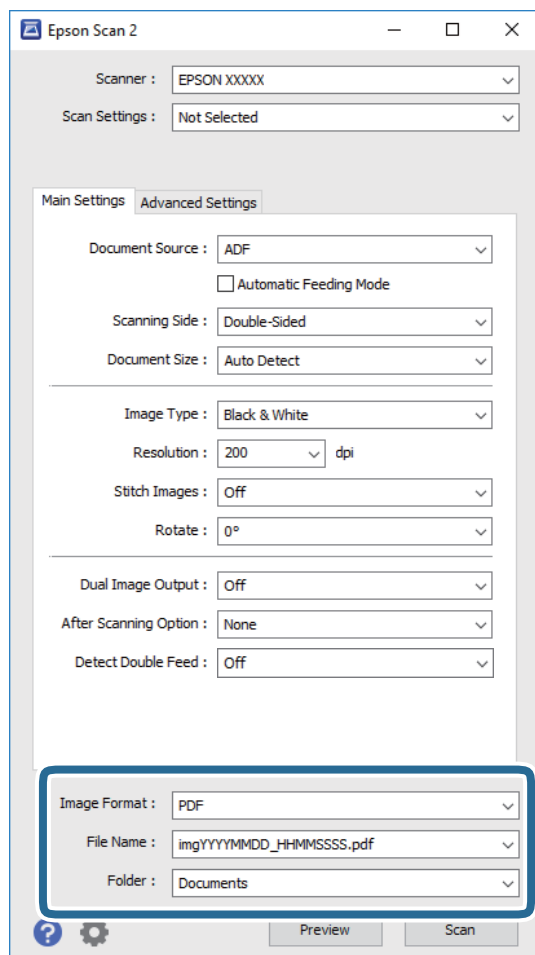 Epson Scan 2
Scanner : EPSON XXXXX
Scan Settings : Not Selected
Main Settings Advanced Settings
Document Source : ADF
Automatic Feeding Mode
Scanning Side : Double-Sided
Document Size : Auto Detect
Image Type : Black & White
Resolution : 200 dpi
Stitch Images : Off
Rotate : 0°
Dual Image Output : Off
After Scanning Option : None
Detect Double Feed : Off
Image Format : PDF
File Name : imgYYYYMMDD_HHMMSSSS.pdf
Folder : Documents
? Preview Scan